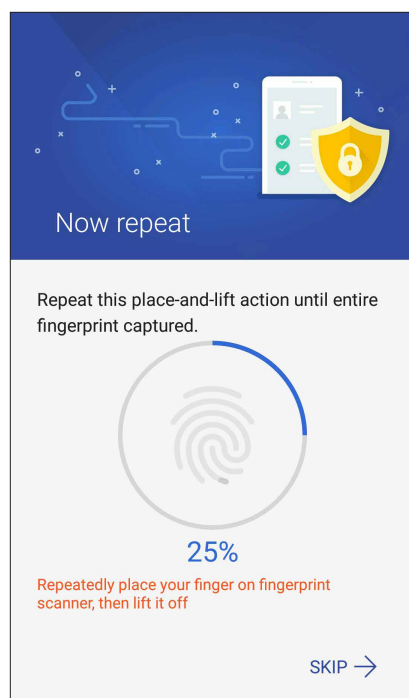 Now repeat
Repeat this place-and-lift action until entire
fingerprint captured.
25%
Repeatedly place your finger on fingerprint
scanner, then lift it off
SKIP